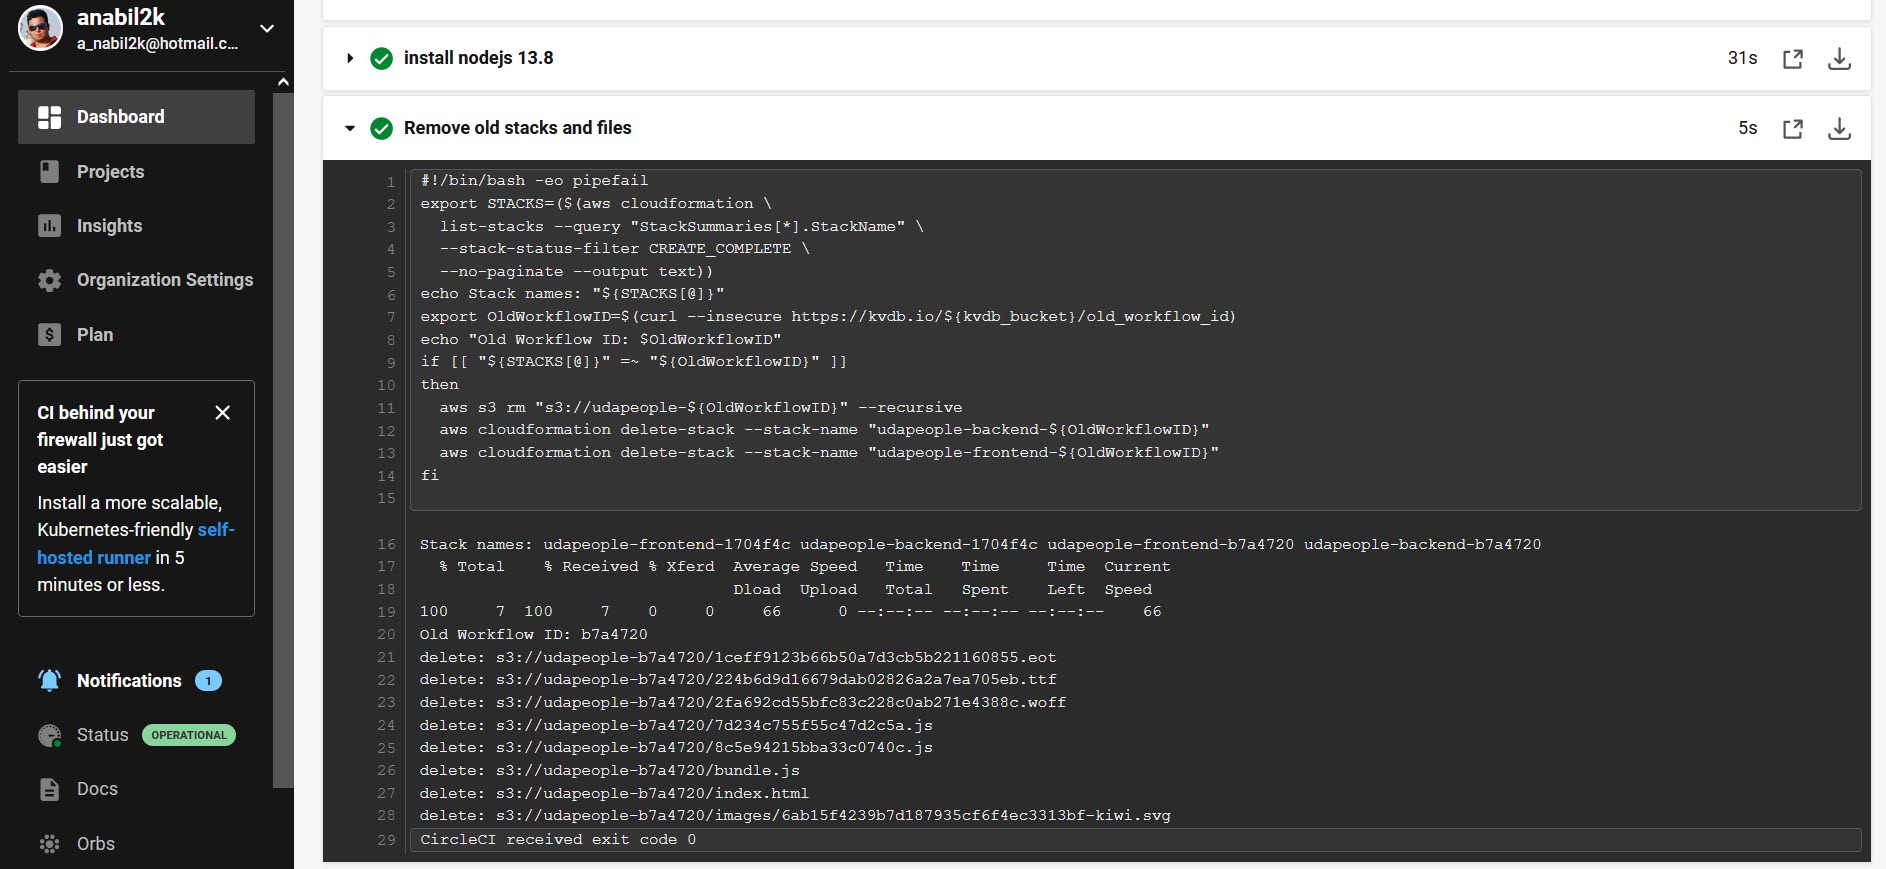 anabil2k
a_nabil2k@hotmail.c...
Dashboard
Projects
Insights
Organization Settings
Plan
CI behind your
firewall just got
easier
Install a more scalable,
Kubernetes-friendly self-
hosted runner in 5
minutes or less.
Notifications 1
Status OPERATIONAL
Docs
Orbs
install nodejs 13.8 31s
Remove old stacks and files 5s
1 #!/bin/bash -eo pipefail
2 export STACKS=($(aws cloudformation \
3 list-stacks --query "StackSummaries[*].StackName" \
4 --stack-status-filter CREATE_COMPLETE \
5 --no-paginate --output text))
6 echo Stack names: "${STACKS[@]}"
7 export OldWorkflowID=$(curl --insecure https://kvdb.io/${kvdb_bucket}/old_workflow_id)
8 echo "Old Workflow ID: $OldWorkflowID"
9 if [[ "${STACKS[@]}" =~ "${OldWorkflowID}" ]]
10 then
11 aws s3 rm "s3://udapeople-${OldWorkflowID}" --recursive
12 aws cloudformation delete-stack --stack-name "udapeople-backend-${OldWorkflowID}"
13 aws cloudformation delete-stack --stack-name "udapeople-frontend-${OldWorkflowID}"
14 fi
15
16 Stack names: udapeople-frontend-1704f4c udapeople-backend-1704f4c udapeople-frontend-b7a4720 udapeople-backend-b7a4720
17 % Total % Received % Xferd Average Speed Time Time Time Current
18 Dload Upload Total Spent Left Speed
19 100 7 100 7 0 0 66 0 --:--:-- --:--:-- --:--:-- 66
20 Old Workflow ID: b7a4720
21 delete: s3://udapeople-b7a4720/1ceff9123b66b50a7d3cb5b221160855.eot
22 delete: s3://udapeople-b7a4720/224b6d9d16679dab02826a2a7ea705eb.ttf
23 delete: s3://udapeople-b7a4720/2fa692cd55bfc83c228c0ab271e4388c.woff
24 delete: s3://udapeople-b7a4720/7d234c755f55c47d2c5a.js
25 delete: s3://udapeople-b7a4720/8c5e94215bba33c0740c.js
26 delete: s3://udapeople-b7a4720/bundle.js
27 delete: s3://udapeople-b7a4720/index.html
28 delete: s3://udapeople-b7a4720/images/6ab15f4239b7d187935cf6f4ec3313bf-kiwi.svg
29 CircleCI received exit code 0